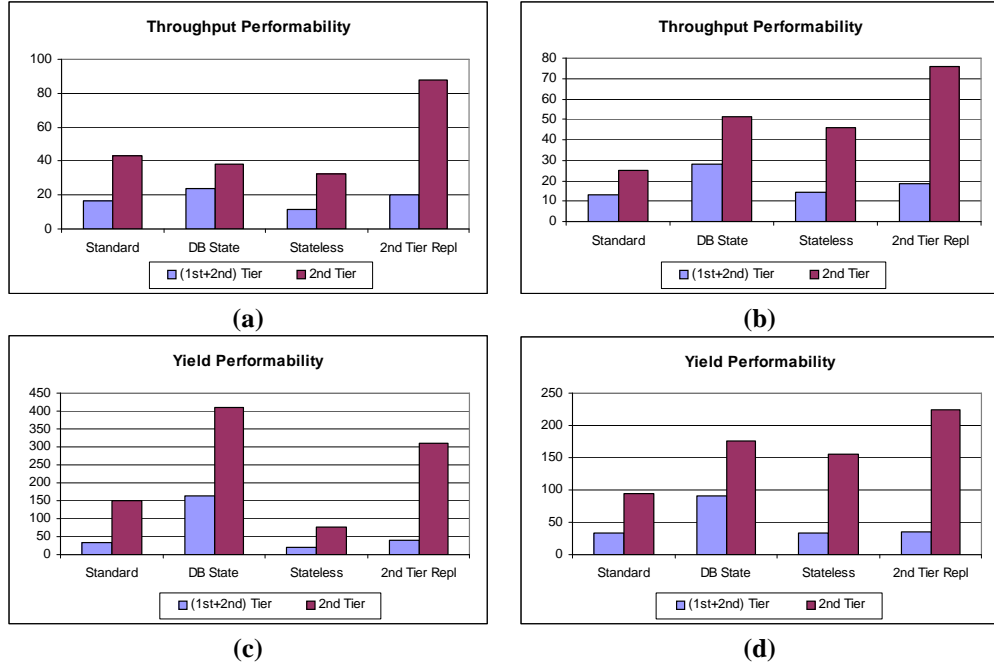 Throughput Performability
100
80
60
40
20
0
Standard DB State Stateless 2nd Tier Repl
(1st+2nd) Tier 2nd Tier
(a)
Throughput Performability
80
70
60
50
40
30
20
10
0
Standard DB State Stateless 2nd Tier Repl
(1st+2nd) Tier 2nd Tier
(b)
Yield Performability
450
400
350
300
250
200
150
100
50
0
Standard DB State Stateless 2nd Tier Repl
(1st+2nd) Tier 2nd Tier
(c)
Yield Performability
250
200
150
100
50
0
Standard DB State Stateless 2nd Tier Repl
(1st+2nd) Tier 2nd Tier
(d)